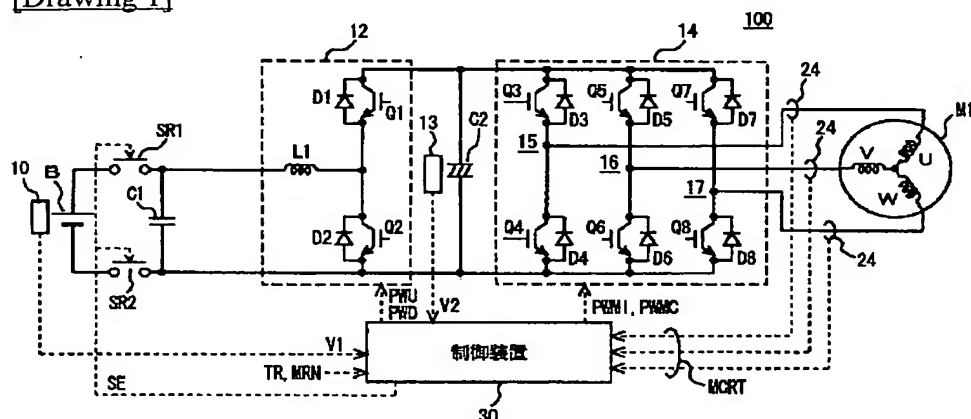 [Drawing 1]
100
12
14
24
D1
Q1
13
C2
Q3
D3
Q5
D5
Q7
D7
M1
SR1
10
B
C1
L1
15
16
17
24
V
U
W
D2
Q2
Q4
D4
Q6
D6
Q8
D8
24
SR2
PWU
PWD
V2
PWMI, PWMC
V1
制御装置
TR, MRN
MCRT
SE
30